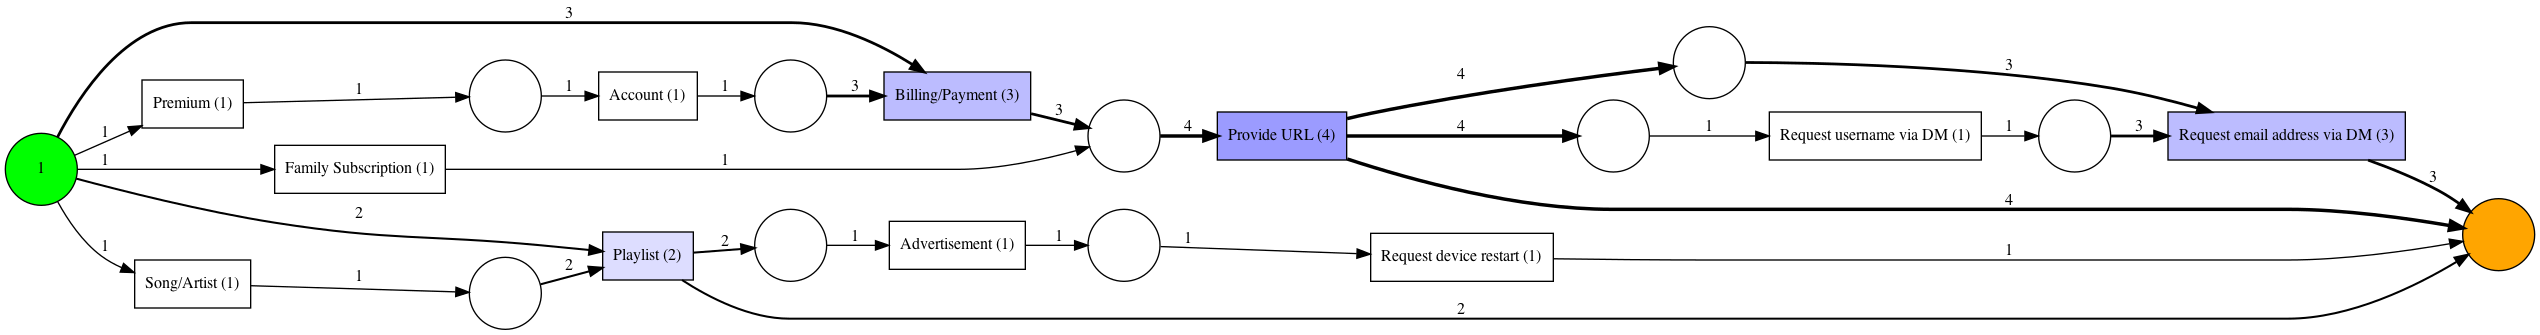 3
Premium (1)
1
1
Account (1)
1
3
Billing/Payment (3)
3
1
1
1
Family Subscription (1)
1
4
Provide URL (4)
4
3
4
1
Request username via DM (1)
1
3
Request email address via DM (3)
3
4
2
Playlist (2)
2
1
Advertisement (1)
1
1
Request device restart (1)
1
1
Song/Artist (1)
1
2
2